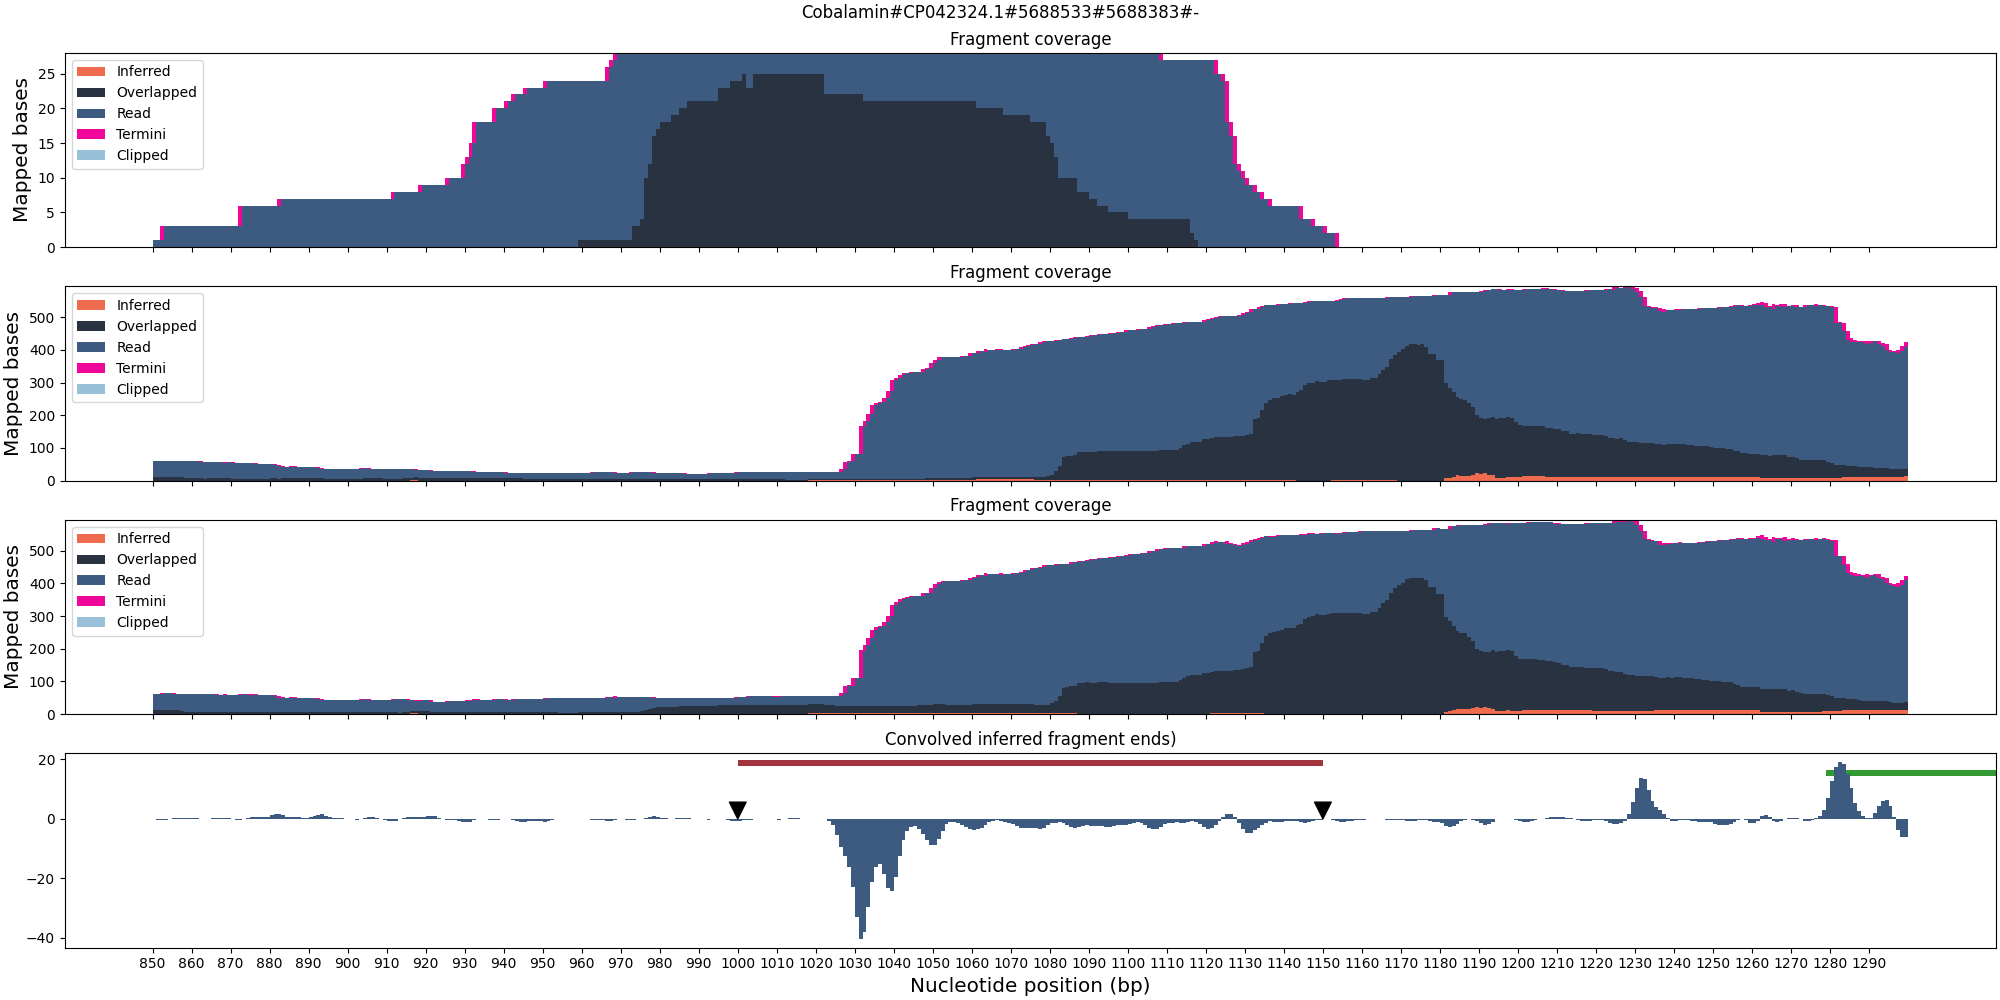 Cobalamin#CP042324.1#5688533#5688383#-
Fragment coverage
Mapped bases
25
20
15
10
5
0
Inferred
Overlapped
Read
Termini
Clipped
Fragment coverage
Mapped bases
500
400
300
200
100
0
Inferred
Overlapped
Read
Termini
Clipped
Fragment coverage
Mapped bases
500
400
300
200
100
0
Inferred
Overlapped
Read
Termini
Clipped
Convolved inferred fragment ends)
20
0
−20
−40
850 860 870 880 890 900 910 920 930 940 950 960 970 980 990 1000 1010 1020 1030 1040 1050 1060 1070 1080 1090 1100 1110 1120 1130 1140 1150 1160 1170 1180 1190 1200 1210 1220 1230 1240 1250 1260 1270 1280 1290
Nucleotide position (bp)